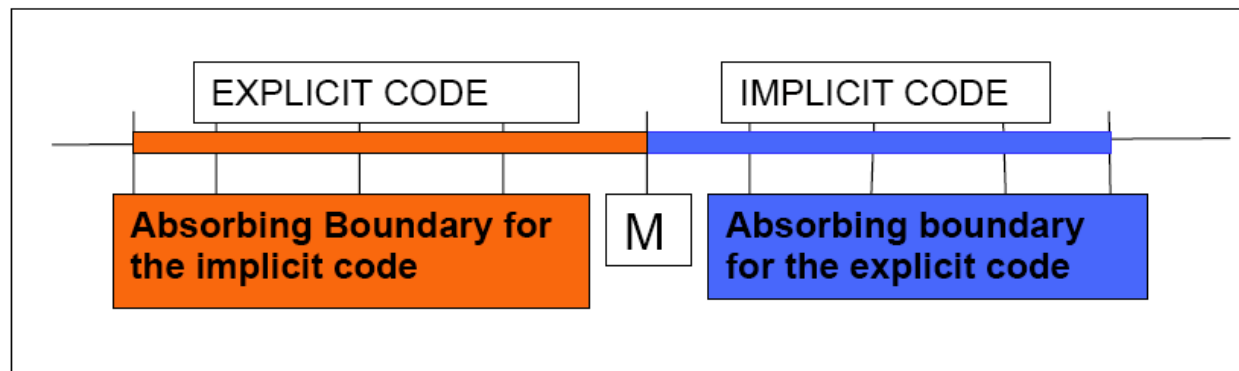 EXPLICIT CODE
IMPLICIT CODE
Absorbing Boundary for
the implicit code
M
Absorbing boundary
for the explicit code